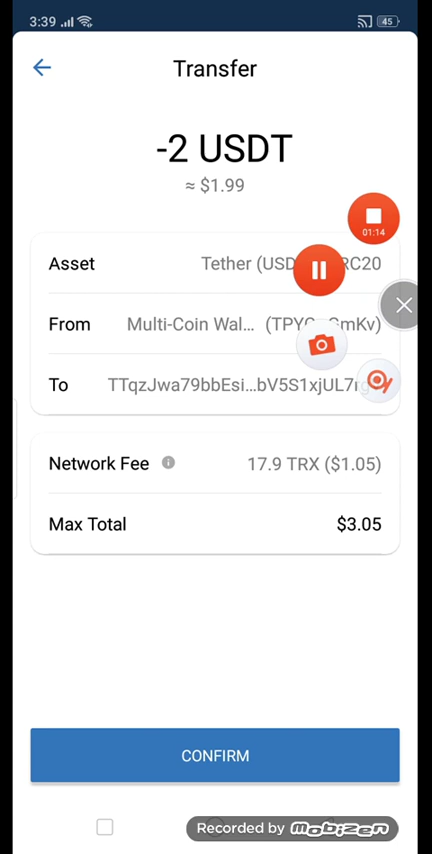 3:39 45
Transfer
-2 USDT
≈ $1.99
01:14
Asset Tether (USD RC20
From Multi-Coin Wal... (TPY mKv)
To TTqzJwa79bbEsi...bV5S1xjUL7r
Network Fee 17.9 TRX ($1.05)
Max Total $3.05
CONFIRM
Recorded by mobizen